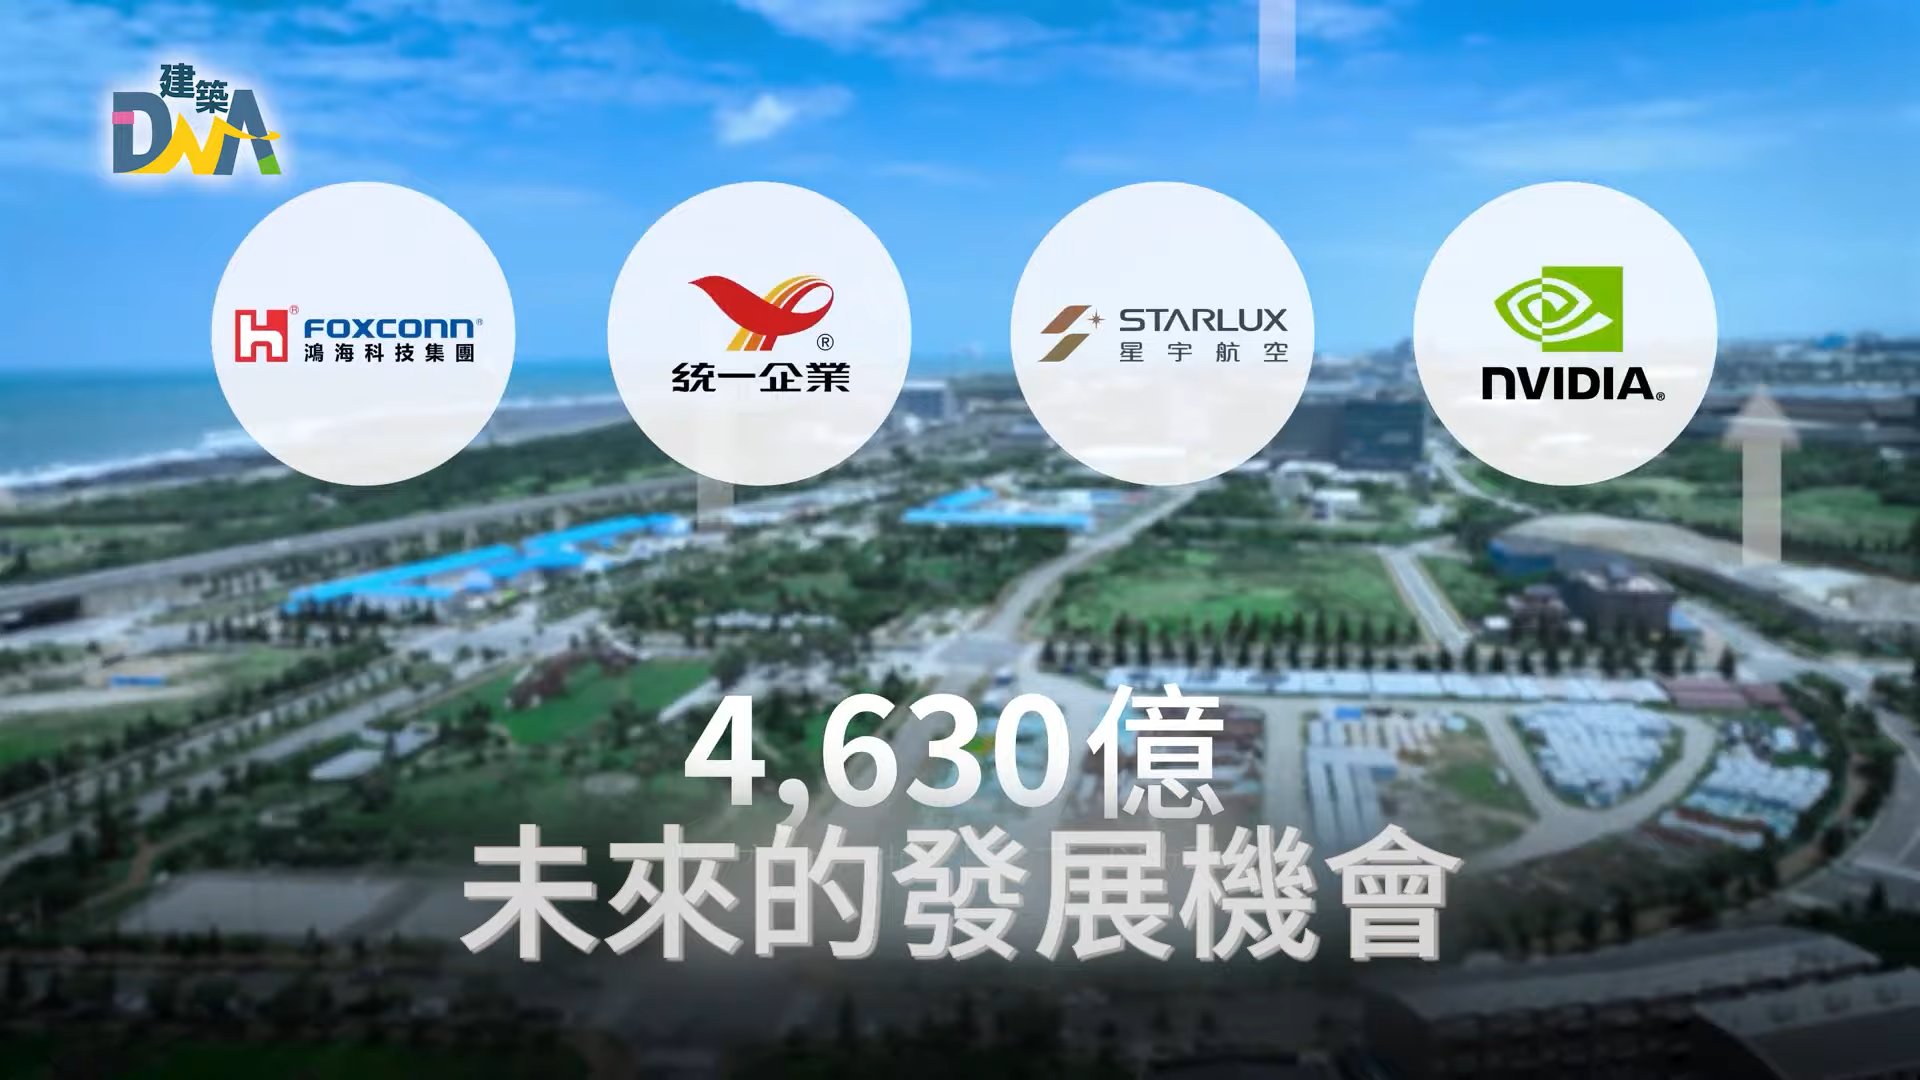 建築
DNA
FOXCONN®
鴻海科技集團
®
統一企業
STARLUX
星宇航空
NVIDIA®
4,630億
未來的發展機會